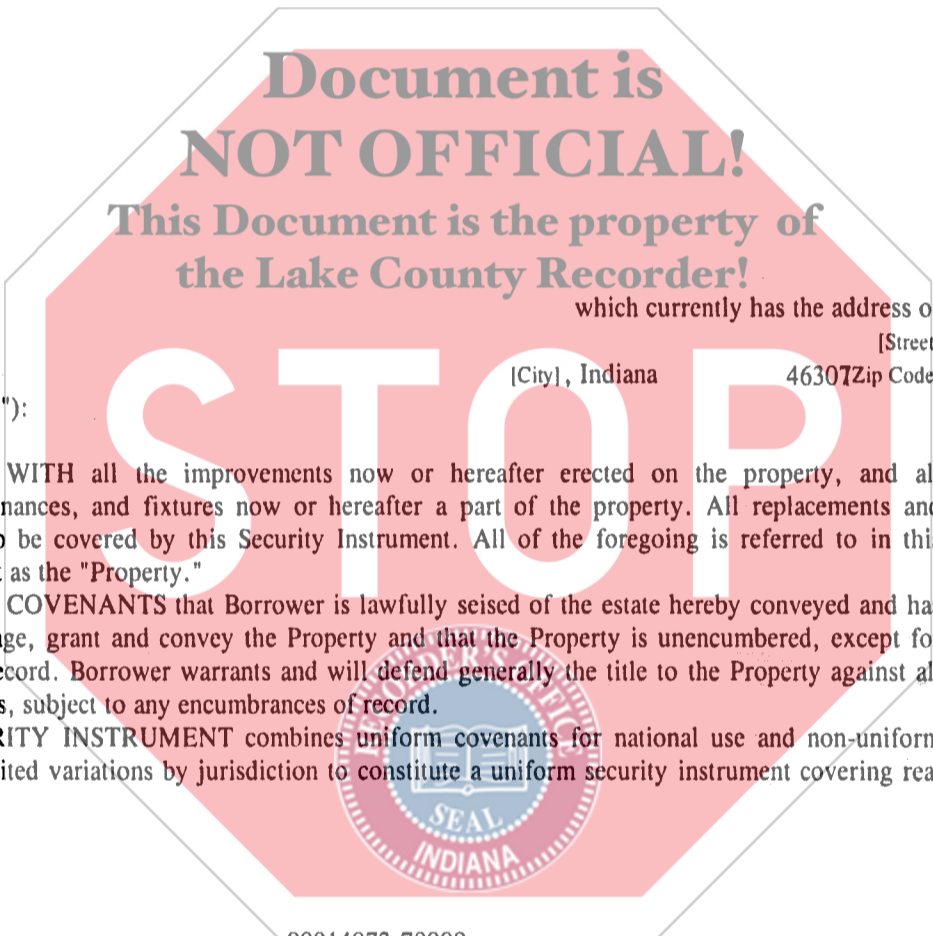 Document is
NOT OFFICIAL!
This Document is the property of
the Lake County Recorder!
which currently has the address o
[Street
[City], Indiana 46307 Zip Code
"):
STOP
WITH all the improvements now or hereafter erected on the property, and al
nances, and fixtures now or hereafter a part of the property. All replacements and
be covered by this Security Instrument. All of the foregoing is referred to in thi
as the "Property."
COVENANTS that Borrower is lawfully seised of the estate hereby conveyed and ha
ge, grant and convey the Property and that the Property is unencumbered, except fo
cord. Borrower warrants and will defend generally the title to the Property against al
s, subject to any encumbrances of record.
RITY INSTRUMENT combines uniform covenants for national use and non-uniform
ited variations by jurisdiction to constitute a uniform security instrument covering rea
RECORDER'S OFFICE
SEAL
INDIANA